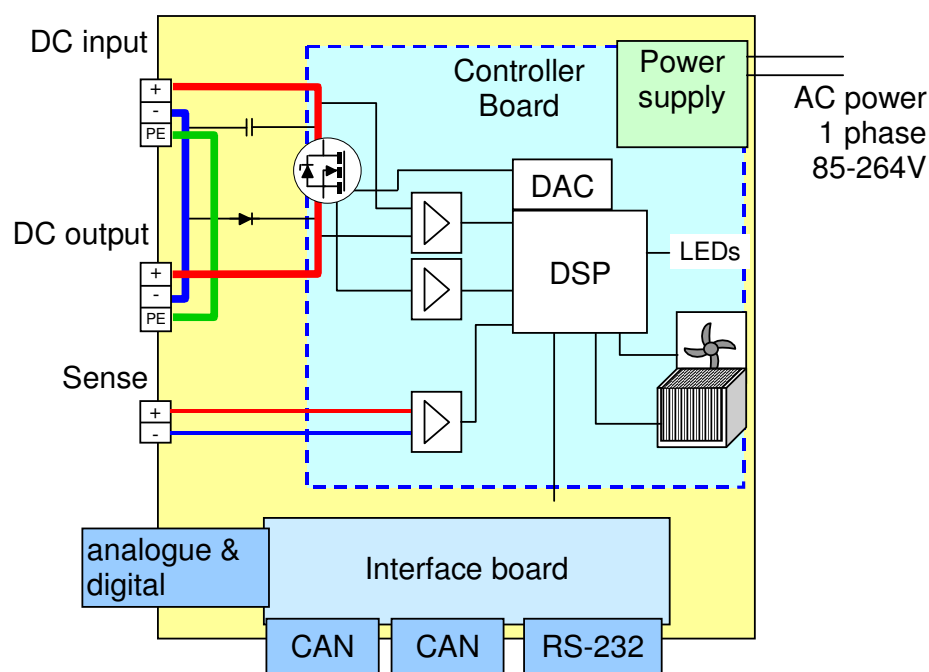 DC input
+
-
PE
Controller
Board
Power
supply
AC power
1 phase
85-264V
DAC
DC output
+
-
PE
DSP
LEDs
Sense
+
-
analogue &
digital
Interface board
CAN
CAN
RS-232